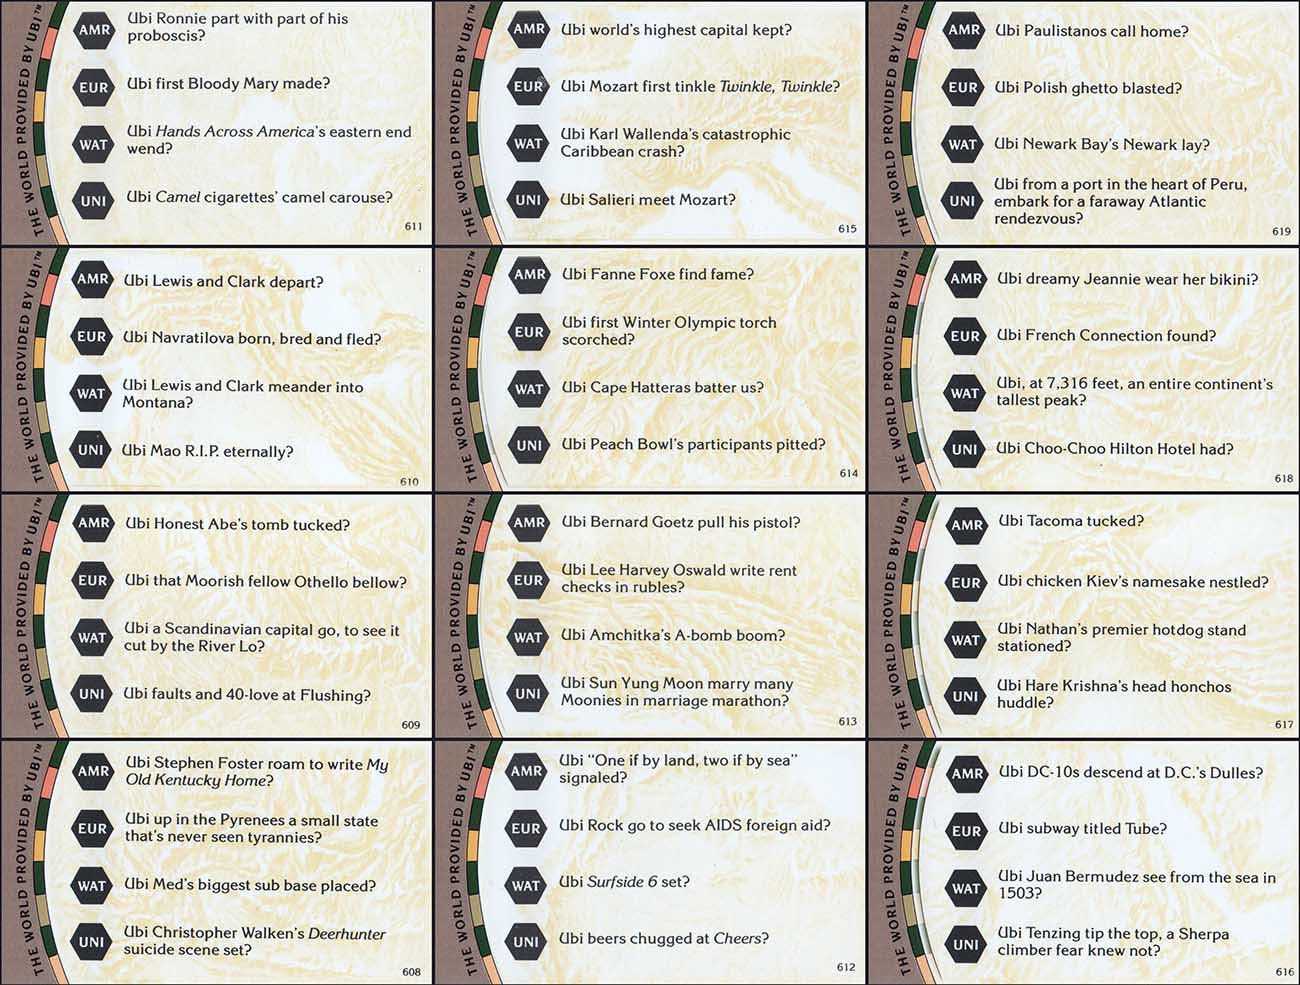 THE WORLD PROVIDED BY UBI™
AMR
Ubi Ronnie part with part of his
proboscis?
EUR
Ubi first Bloody Mary made?
WAT
Ubi Hands Across America's eastern end
wend?
UNI
Ubi Camel cigarettes' camel carouse?
611
THE WORLD PROVIDED BY UBI™
AMR
Ubi world's highest capital kept?
EUR
Ubi Mozart first tinkle Twinkle, Twinkle?
WAT
Ubi Karl Wallenda's catastrophic
Caribbean crash?
UNI
Ubi Salieri meet Mozart?
615
THE WORLD PROVIDED BY UBI™
AMR
Ubi Paulistanos call home?
EUR
Ubi Polish ghetto blasted?
WAT
Ubi Newark Bay's Newark lay?
UNI
Ubi from a port in the heart of Peru,
embark for a faraway Atlantic
rendezvous?
619
THE WORLD PROVIDED BY UBI™
AMR
Ubi Lewis and Clark depart?
EUR
Ubi Navratilova born, bred and fled?
WAT
Ubi Lewis and Clark meander into
Montana?
UNI
Ubi Mao R.I.P. eternally?
610
THE WORLD PROVIDED BY UBI™
AMR
Ubi Fanne Foxe find fame?
EUR
Ubi first Winter Olympic torch
scorched?
WAT
Ubi Cape Hatteras batter us?
UNI
Ubi Peach Bowl's participants pitted?
614
THE WORLD PROVIDED BY UBI™
AMR
Ubi dreamy Jeannie wear her bikini?
EUR
Ubi French Connection found?
WAT
Ubi, at 7,316 feet, an entire continent's
tallest peak?
UNI
Ubi Choo-Choo Hilton Hotel had?
618
THE WORLD PROVIDED BY UBI™
AMR
Ubi Honest Abe's tomb tucked?
EUR
Ubi that Moorish fellow Othello bellow?
WAT
Ubi a Scandinavian capital go, to see it
cut by the River Lo?
UNI
Ubi faults and 40-love at Flushing?
609
THE WORLD PROVIDED BY UBI™
AMR
Ubi Bernard Goetz pull his pistol?
EUR
Ubi Lee Harvey Oswald write rent
checks in rubles?
WAT
Ubi Amchitka's A-bomb boom?
UNI
Ubi Sun Yung Moon marry many
Moonies in marriage marathon?
613
THE WORLD PROVIDED BY UBI™
AMR
Ubi Tacoma tucked?
EUR
Ubi chicken Kiev's namesake nestled?
WAT
Ubi Nathan's premier hotdog stand
stationed?
UNI
Ubi Hare Krishna's head honchos
huddle?
617
THE WORLD PROVIDED BY UBI™
AMR
Ubi Stephen Foster roam to write My
Old Kentucky Home?
EUR
Ubi up in the Pyrenees a small state
that's never seen tyrannies?
WAT
Ubi Med's biggest sub base placed?
UNI
Ubi Christopher Walken's Deerhunter
suicide scene set?
608
THE WORLD PROVIDED BY UBI™
AMR
Ubi "One if by land, two if by sea"
signaled?
EUR
Ubi Rock go to seek AIDS foreign aid?
WAT
Ubi Surfside 6 set?
UNI
Ubi beers chugged at Cheers?
612
THE WORLD PROVIDED BY UBI™
AMR
Ubi DC-10s descend at D.C.'s Dulles?
EUR
Ubi subway titled Tube?
WAT
Ubi Juan Bermudez see from the sea in
1503?
UNI
Ubi Tenzing tip the top, a Sherpa
climber fear knew not?
616